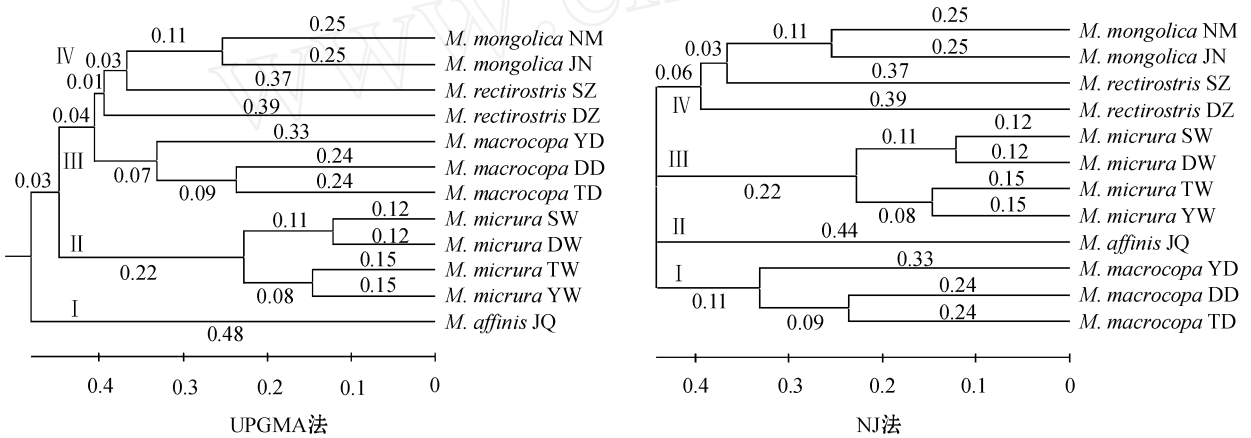 0.25
0.11
M. mongolica NM
0.25
IV
0.03
M. mongolica JN
0.37
0.01
M. rectirostris SZ
0.39
0.04
M. rectirostris DZ
0.33
M. macrocopa YD
III
0.24
0.07
M. macrocopa DD
0.03
0.09
0.24
M. macrocopa TD
0.12
0.11
M. micrura SW
II
0.12
M. micrura DW
0.22
0.15
M. micrura TW
0.08
0.15
M. micrura YW
I
M. affinis JQ
0.48
0.4 0.3 0.2 0.1 0
UPGMA法
0.25
0.11
M. mongolica NM
0.03
0.25
M. mongolica JN
0.06
0.37
M. rectirostris SZ
IV
0.39
M. rectirostris DZ
0.12
0.11
M. micrura SW
III
0.12
M. micrura DW
0.22
0.15
M. micrura TW
0.08
0.15
M. micrura YW
II
0.44
M. affinis JQ
I
0.33
M. macrocopa YD
0.11
0.24
M. macrocopa DD
0.09
0.24
M. macrocopa TD
0.4 0.3 0.2 0.1 0
NJ法